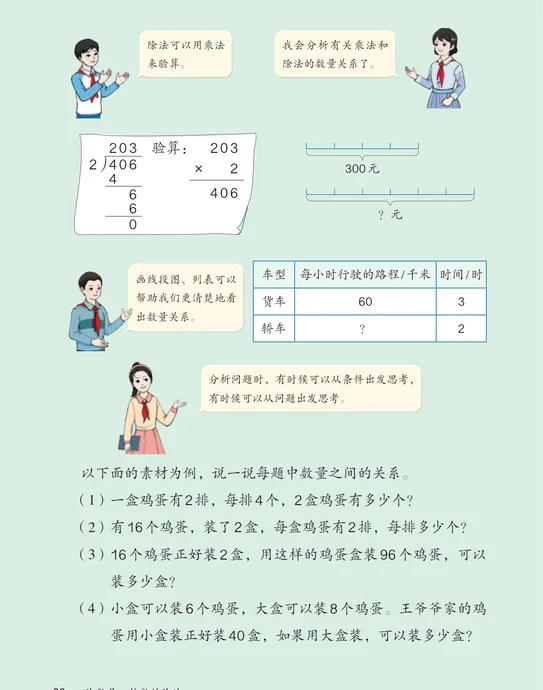 除法可以用乘法
来验算。
我会分析有关乘法和
除法的数量关系了。
203
2)406
4
6
6
0
验算：
203
× 2
406
300元
？元
画线段图、列表可以
帮助我们更清楚地看
出数量关系。
车型 每小时行驶的路程/千米 时间/时
货车 60 3
轿车 ？ 2
分析问题时，有时候可以从条件出发思考，
有时候可以从问题出发思考。
以下面的素材为例，说一说每题中数量之间的关系。
（1）一盒鸡蛋有2排，每排4个，2盒鸡蛋有多少个？
（2）有16个鸡蛋，装了2盒，每盒鸡蛋有2排，每排多少个？
（3）16个鸡蛋正好装2盒，用这样的鸡蛋盒装96个鸡蛋，可以
装多少盒？
（4）小盒可以装6个鸡蛋，大盒可以装8个鸡蛋。王爷爷家的鸡
蛋用小盒装正好装40盒，如果用大盒装，可以装多少盒？